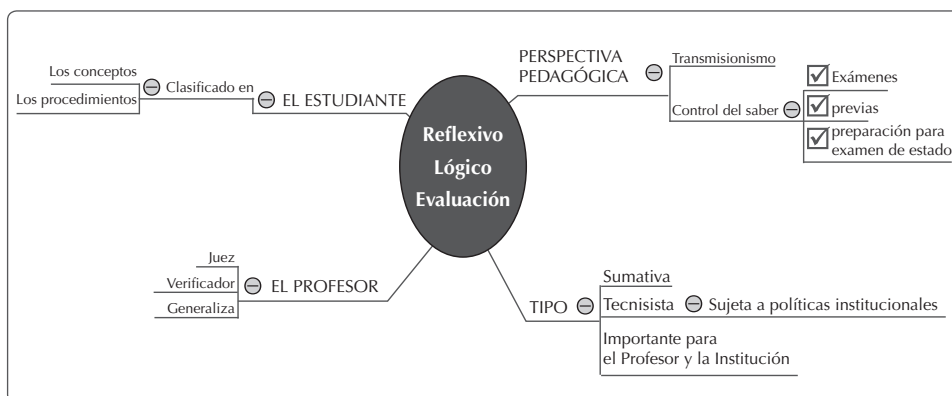 Reflexivo
Lógico
Evaluación
EL ESTUDIANTE
Clasificado en
Los conceptos
Los procedimientos
PERSPECTIVA
PEDAGÓGICA
Transmisionismo
Control del saber
Exámenes
previas
preparación para
examen de estado
EL PROFESOR
Juez
Verificador
Generaliza
TIPO
Sumativa
Tecnisista
Sujeta a políticas institucionales
Importante para
el Profesor y la Institución